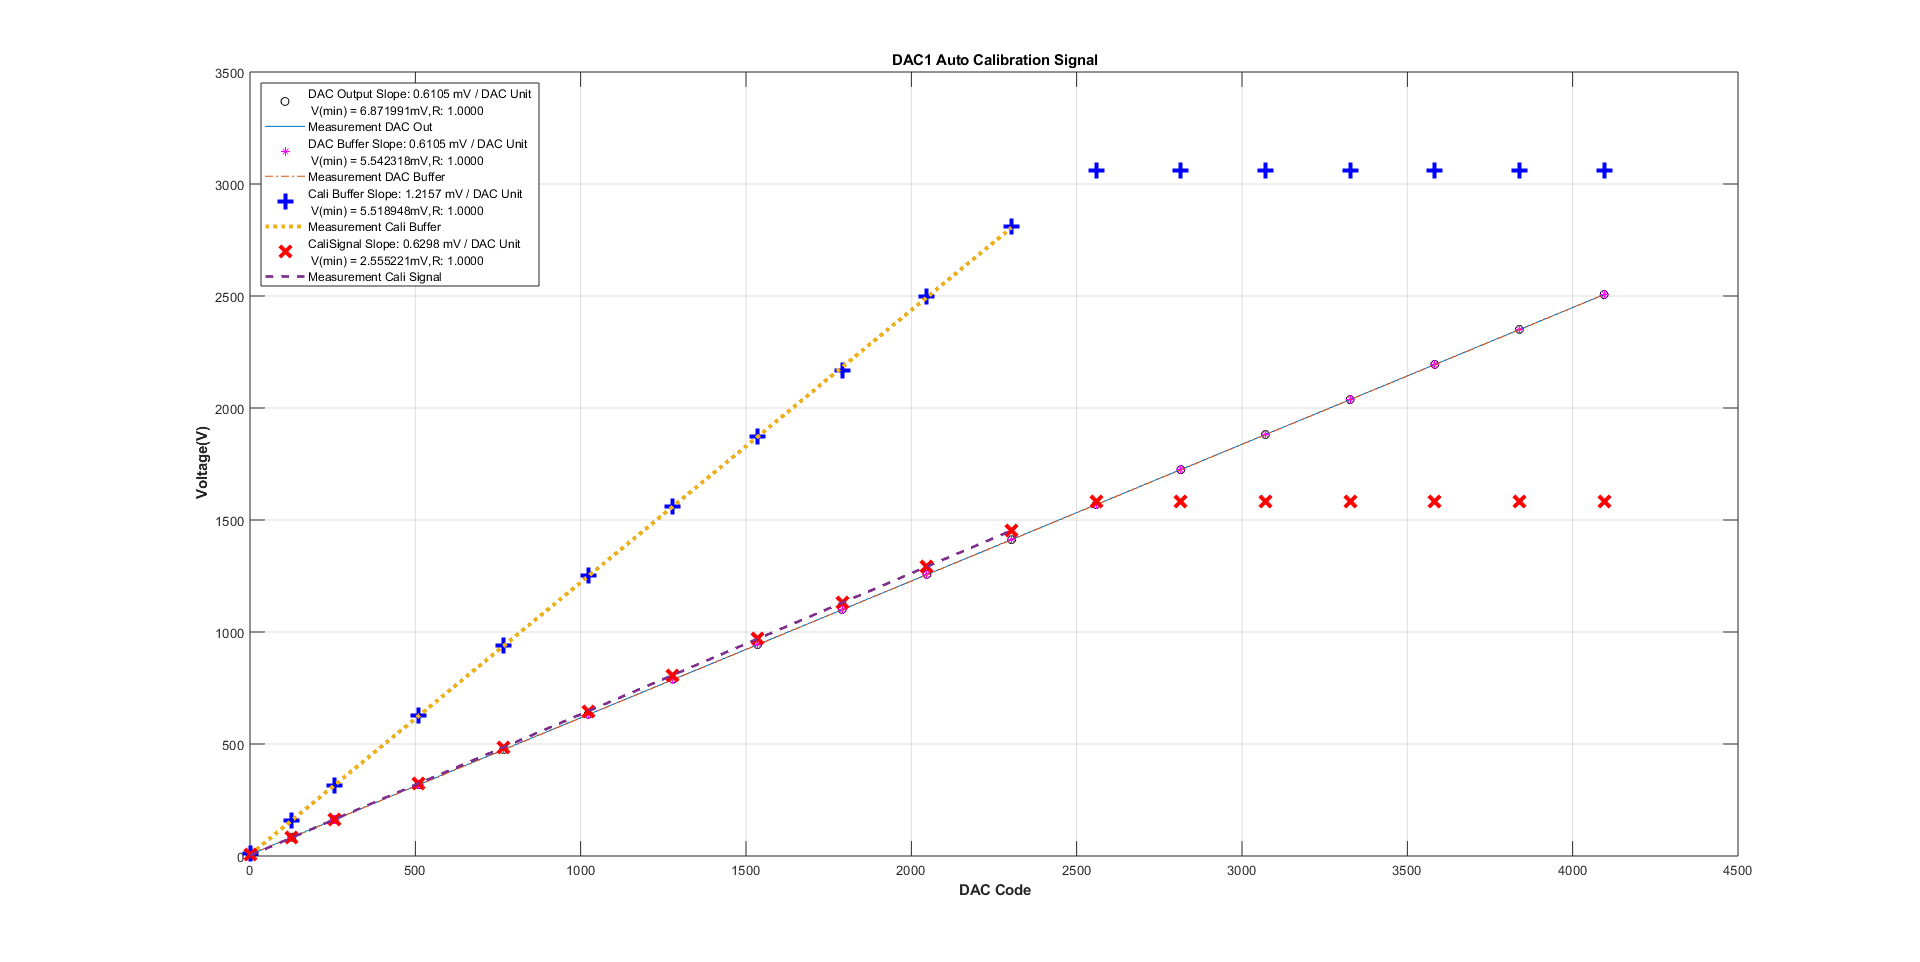 DAC1 Auto Calibration Signal
DAC Output Slope: 0.6105 mV / DAC Unit
V(min) = 6.871991mV,R: 1.0000
Measurement DAC Out
DAC Buffer Slope: 0.6105 mV / DAC Unit
V(min) = 5.542318mV,R: 1.0000
Measurement DAC Buffer
Cali Buffer Slope: 1.2157 mV / DAC Unit
V(min) = 5.518948mV,R: 1.0000
Measurement Cali Buffer
CaliSignal Slope: 0.6298 mV / DAC Unit
V(min) = 2.555221mV,R: 1.0000
Measurement Cali Signal
3500
3000
2500
2000
1500
1000
500
0
Voltage(V)
0 500 1000 1500 2000 2500 3000 3500 4000 4500
DAC Code